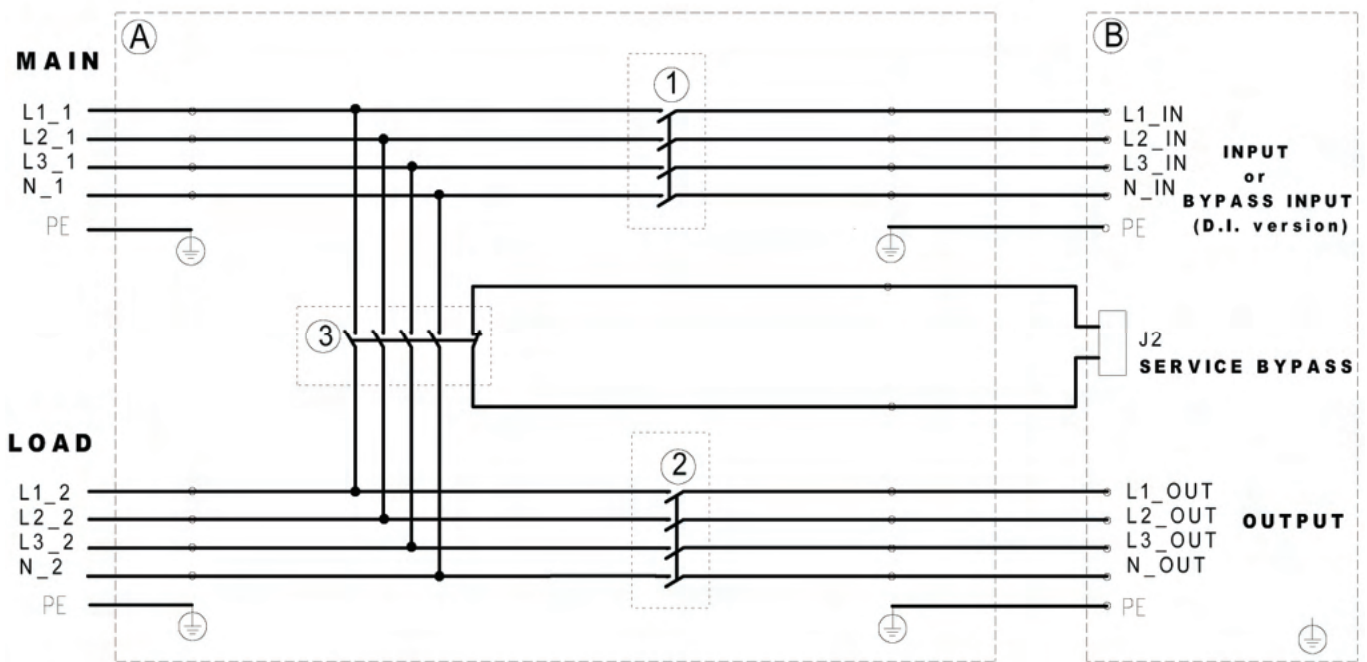 A
B
MAIN
1
L1_1
L1_IN
L2_1
L2_IN
L3_1
L3_IN
N_1
N_IN
INPUT
or
BYPASS INPUT
(D.I. version)
PE
PE
3
J2
SERVICE BYPASS
LOAD
2
L1_2
L1_OUT
L2_2
L2_OUT
OUTPUT
L3_2
L3_OUT
N_2
N_OUT
PE
PE